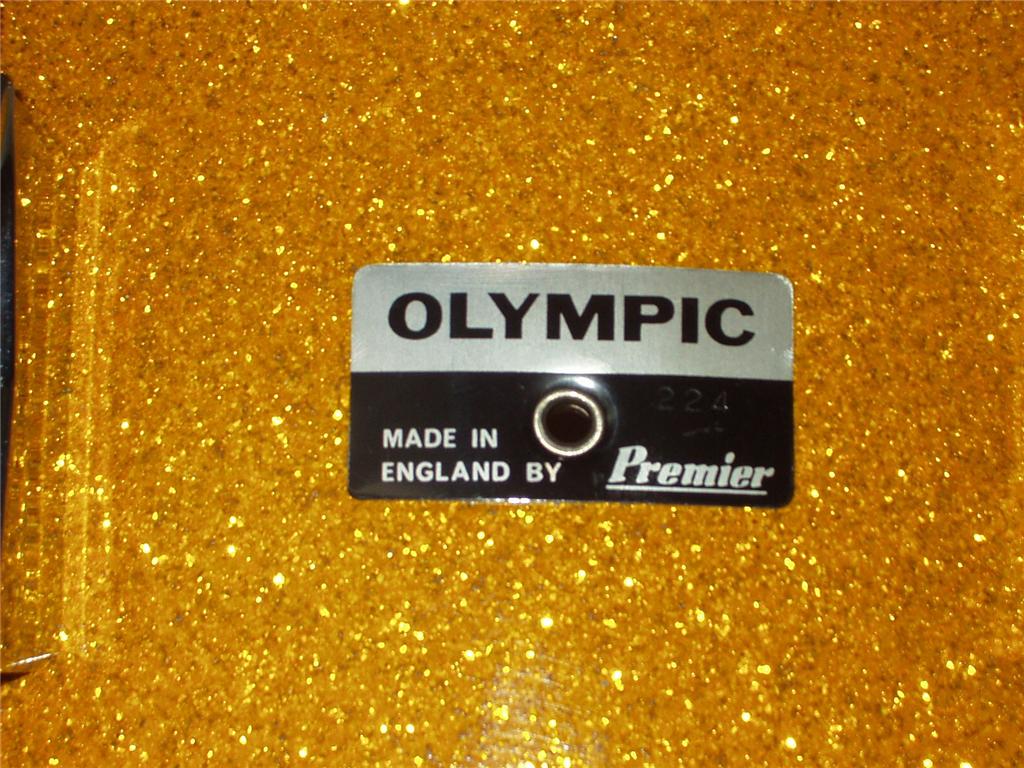 OLYMPIC
224
MADE IN
ENGLAND BY Premier